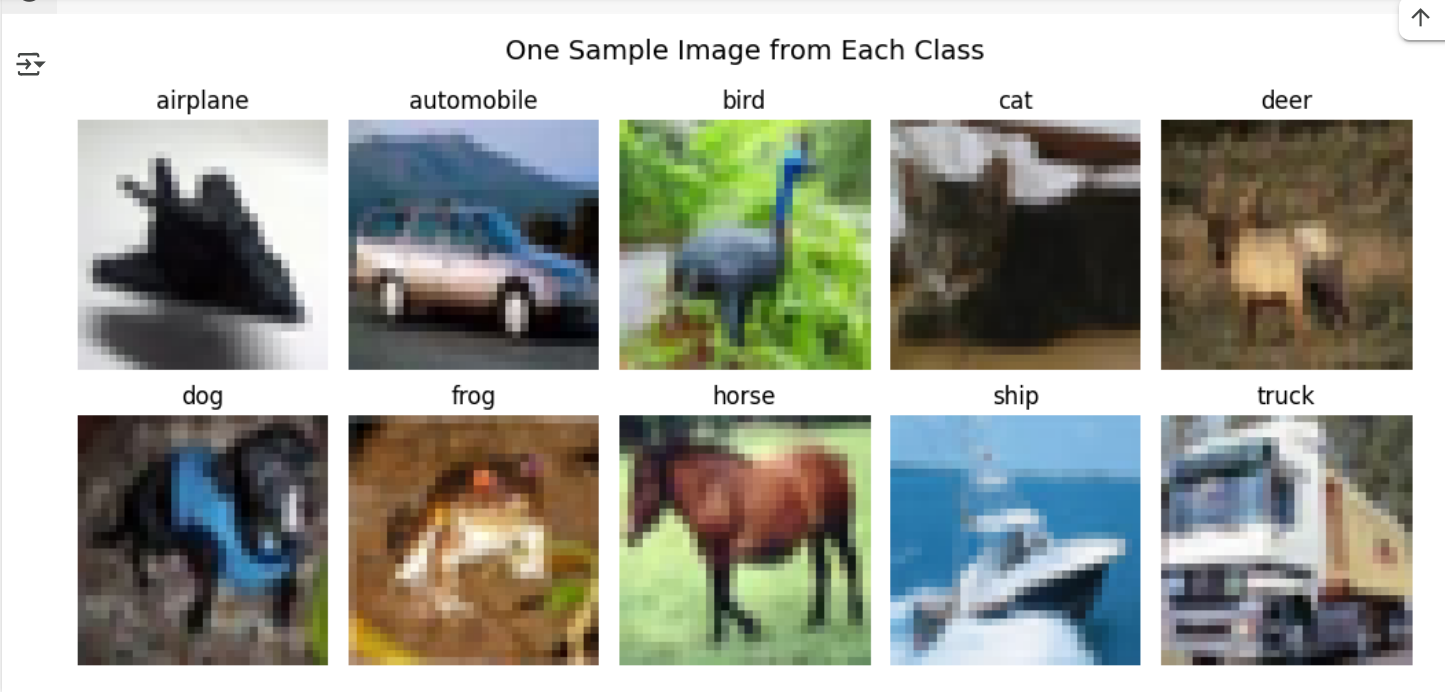 One Sample Image from Each Class
airplane automobile bird cat deer
dog frog horse ship truck